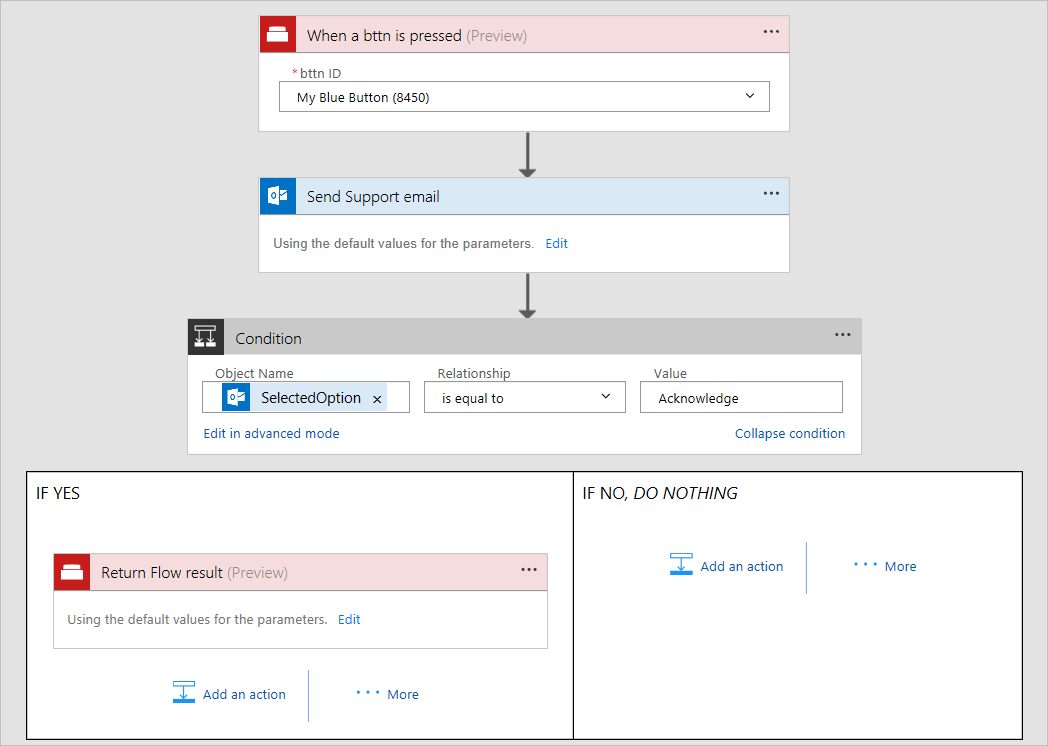 When a bttn is pressed (Preview)
* bttn ID
My Blue Button (8450)
Send Support email
Using the default values for the parameters. Edit
Condition
Object Name Relationship Value
SelectedOption x is equal to Acknowledge
Edit in advanced mode Collapse condition
IF YES
Return Flow result (Preview)
Using the default values for the parameters. Edit
Add an action More
IF NO, DO NOTHING
Add an action More